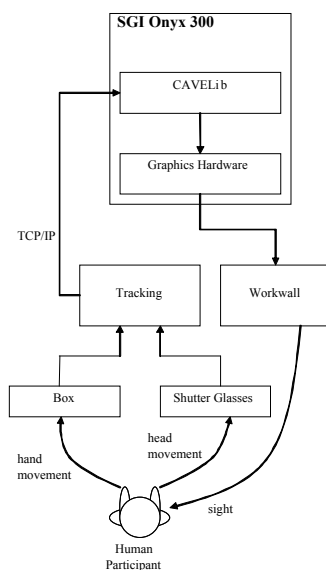 SGI Onyx 300
CAVELib
Graphics Hardware
TCP/IP
Tracking
Workwall
Box
Shutter Glasses
hand
movement
head
movement
sight
Human
Participant